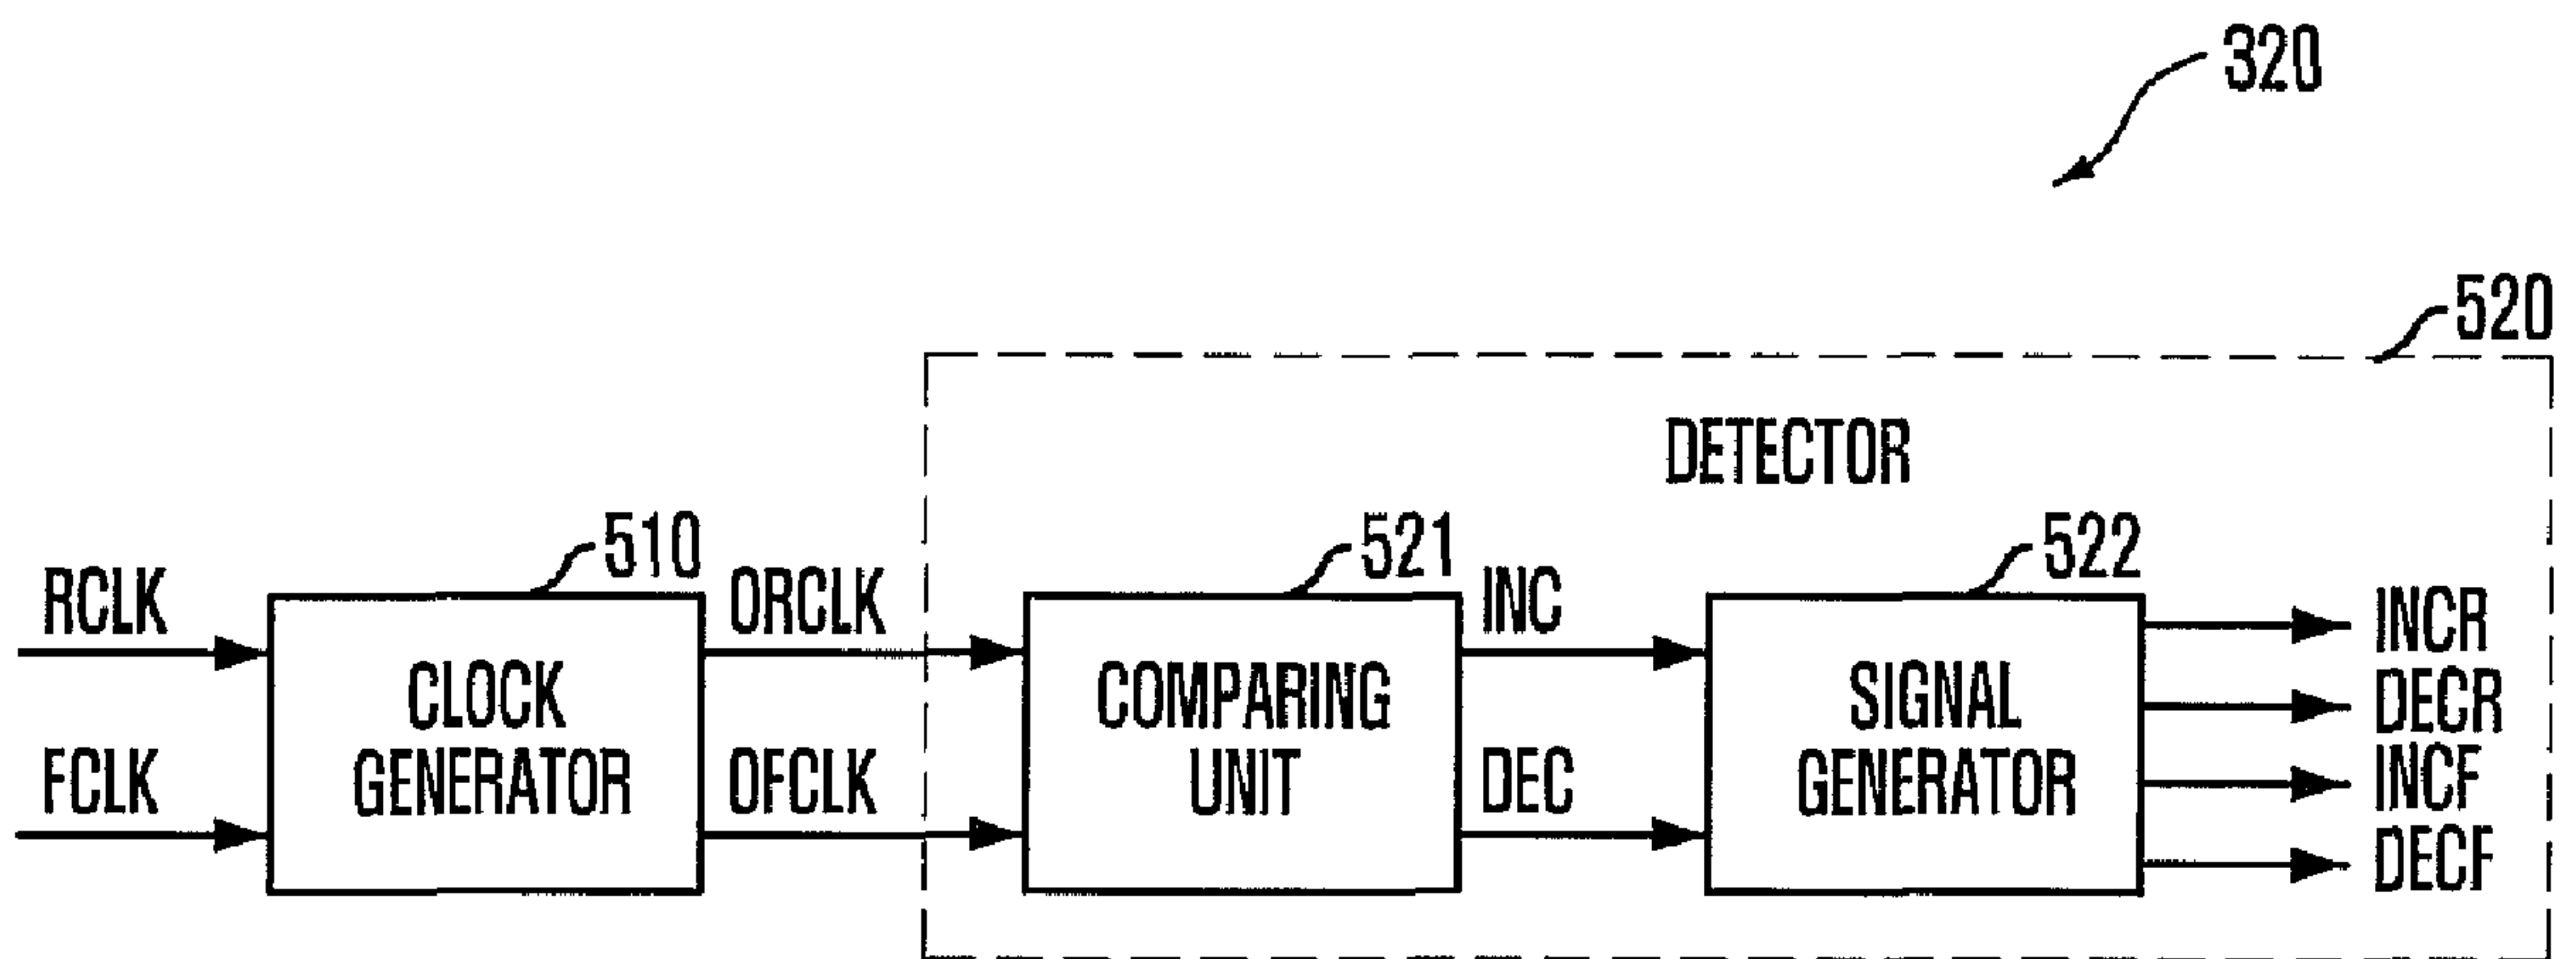 320
520
DETECTOR
510
521
522
RCLK
ORCLK
INC
INCR
CLOCK
GENERATOR
COMPARING
UNIT
SIGNAL
GENERATOR
DECR
FCLK
OFCLK
DEC
INCF
DECF